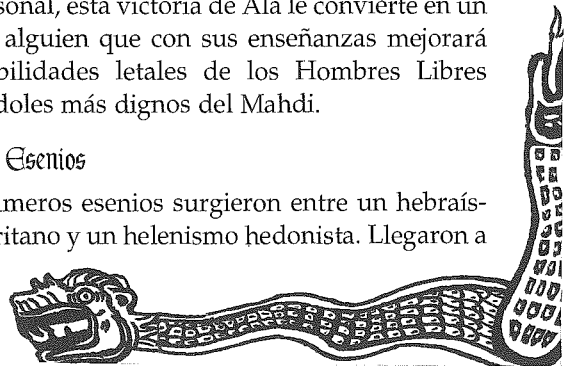 sonal, esta victoria de Alá le convierte en un
alguien que con sus enseñanzas mejorará
bilidades letales de los Hombres Libres
doles más dignos del Mahdi.
Esenios
imeros esenios surgieron entre un hebraís-
ritano y un helenismo hedonista. Llegaron a